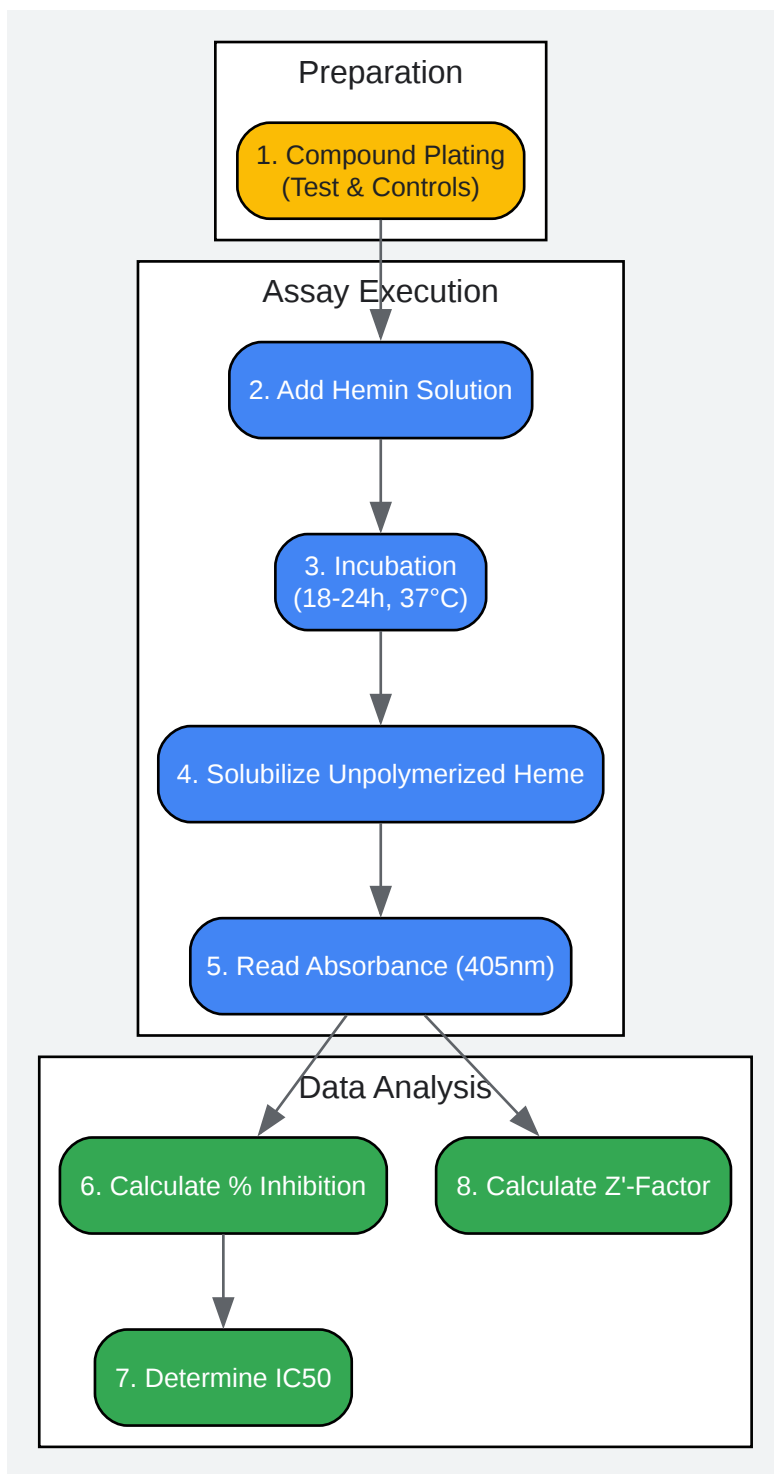 Preparation
1. Compound Plating
(Test & Controls)
Assay Execution
2. Add Hemin Solution
3. Incubation
(18-24h, 37°C)
4. Solubilize Unpolymerized Heme
5. Read Absorbance (405nm)
Data Analysis
6. Calculate % Inhibition
8. Calculate Z'-Factor
7. Determine IC50